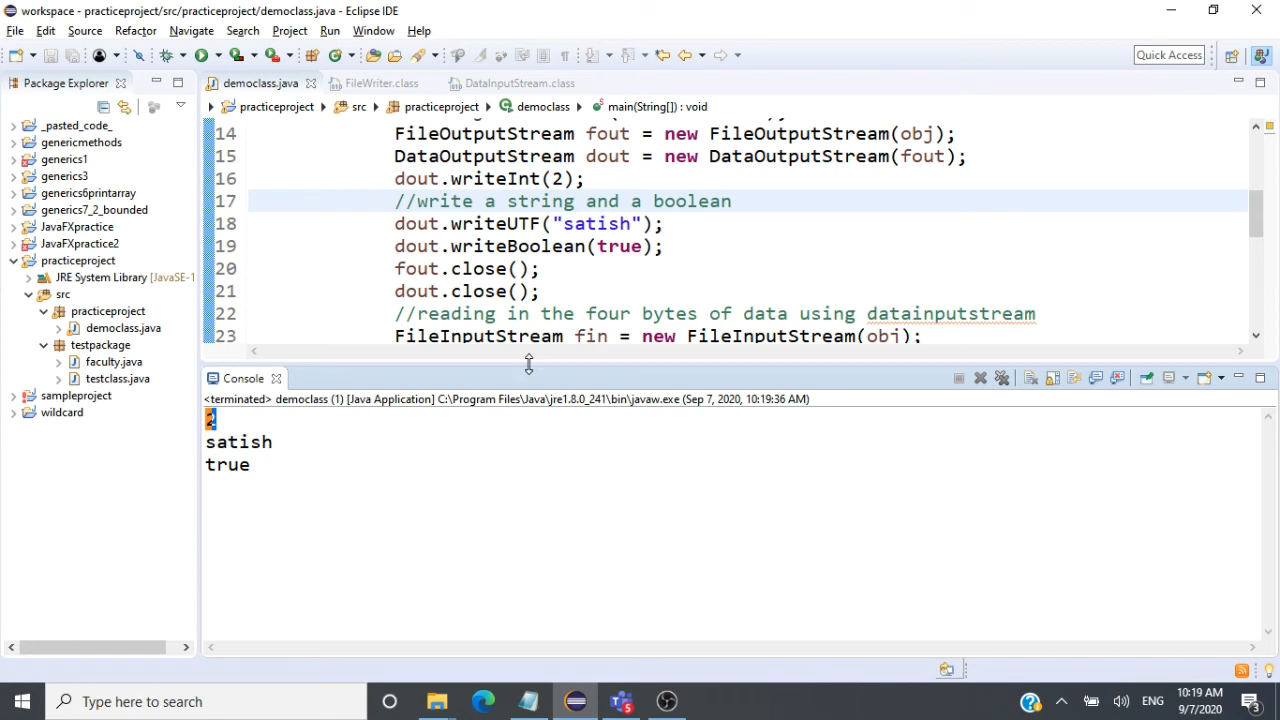 workspace - practiceproject/src/practiceproject/democlass.java - Eclipse IDE
File Edit Source Refactor Navigate Search Project Run Window Help
Quick Access
Package Explorer
democlass.java FileWriter.class DataInputStream.class
practiceproject src practiceproject democlass main(String[]) : void
_pasted_code_
genericmethods
generics1
generics3
generics6printarray
generics7_2_bounded
JavaFXpractice
JavaFXpractice2
practiceproject
JRE System Library [JavaSE-1
src
practiceproject
democlass.java
testpackage
faculty.java
testclass.java
sampleproject
wildcard
14 FileOutputStream fout = new FileOutputStream(obj);
15 DataOutputStream dout = new DataOutputStream(fout);
16 dout.writeInt(2);
17 //write a string and a boolean
18 dout.writeUTF("satish");
19 dout.writeBoolean(true);
20 fout.close();
21 dout.close();
22 //reading in the four bytes of data using datainputstream
23 FileInputStream fin = new FileInputStream(obj);
Console
<terminated> democlass (1) [Java Application] C:\Program Files\Java\jre1.8.0_241\bin\javaw.exe (Sep 7, 2020, 10:19:36 AM)
2
satish
true
Type here to search
ENG
10:19 AM
9/7/2020
3